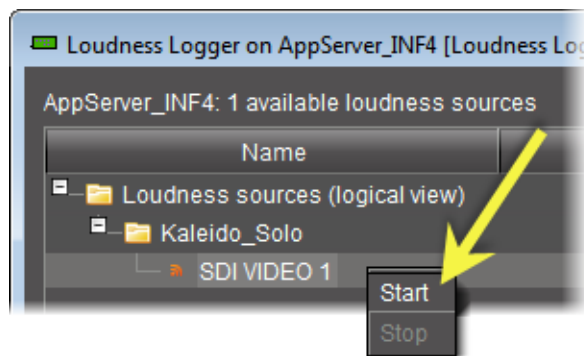 Loudness Logger on AppServer_INF4 [Loudness Log
AppServer_INF4: 1 available loudness sources
Name
Loudness sources (logical view)
Kaleido_Solo
SDI VIDEO 1
Start
Stop